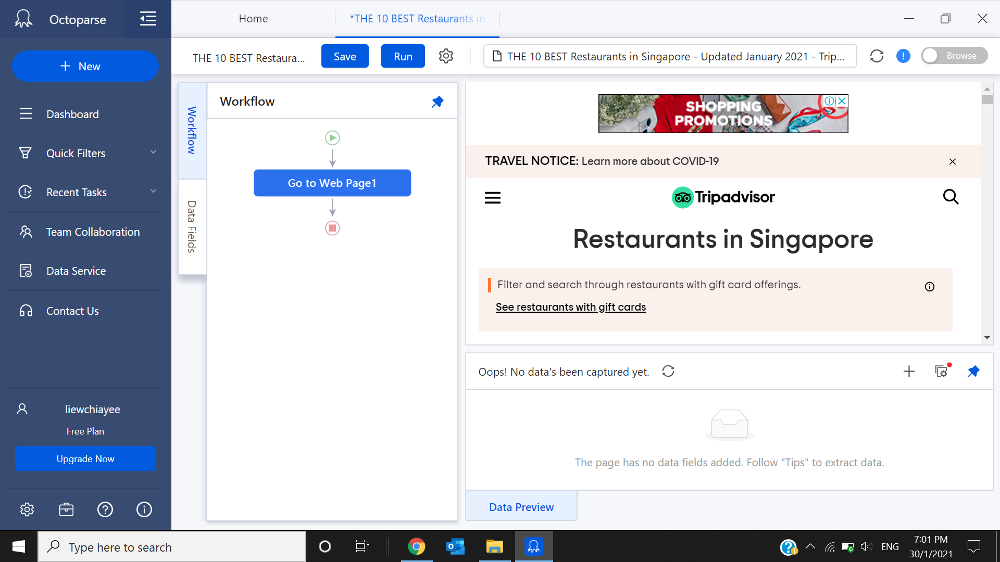 Octoparse
Home
*THE 10 BEST Restaurants in
New
THE 10 BEST Restaura...
Save
Run
THE 10 BEST Restaurants in Singapore - Updated January 2021 - Trip...
Browse
Dashboard
Quick Filters
Recent Tasks
Team Collaboration
Data Service
Contact Us
liewchiayee
Free Plan
Upgrade Now
Workflow
Data Fields
Workflow
Go to Web Page1
SHOPPING
PROMOTIONS
TRAVEL NOTICE: Learn more about COVID-19
Tripadvisor
Restaurants in Singapore
Filter and search through restaurants with gift card offerings.
See restaurants with gift cards
Oops! No data's been captured yet.
The page has no data fields added. Follow "Tips" to extract data.
Data Preview
Type here to search
ENG
7:01 PM
30/1/2021